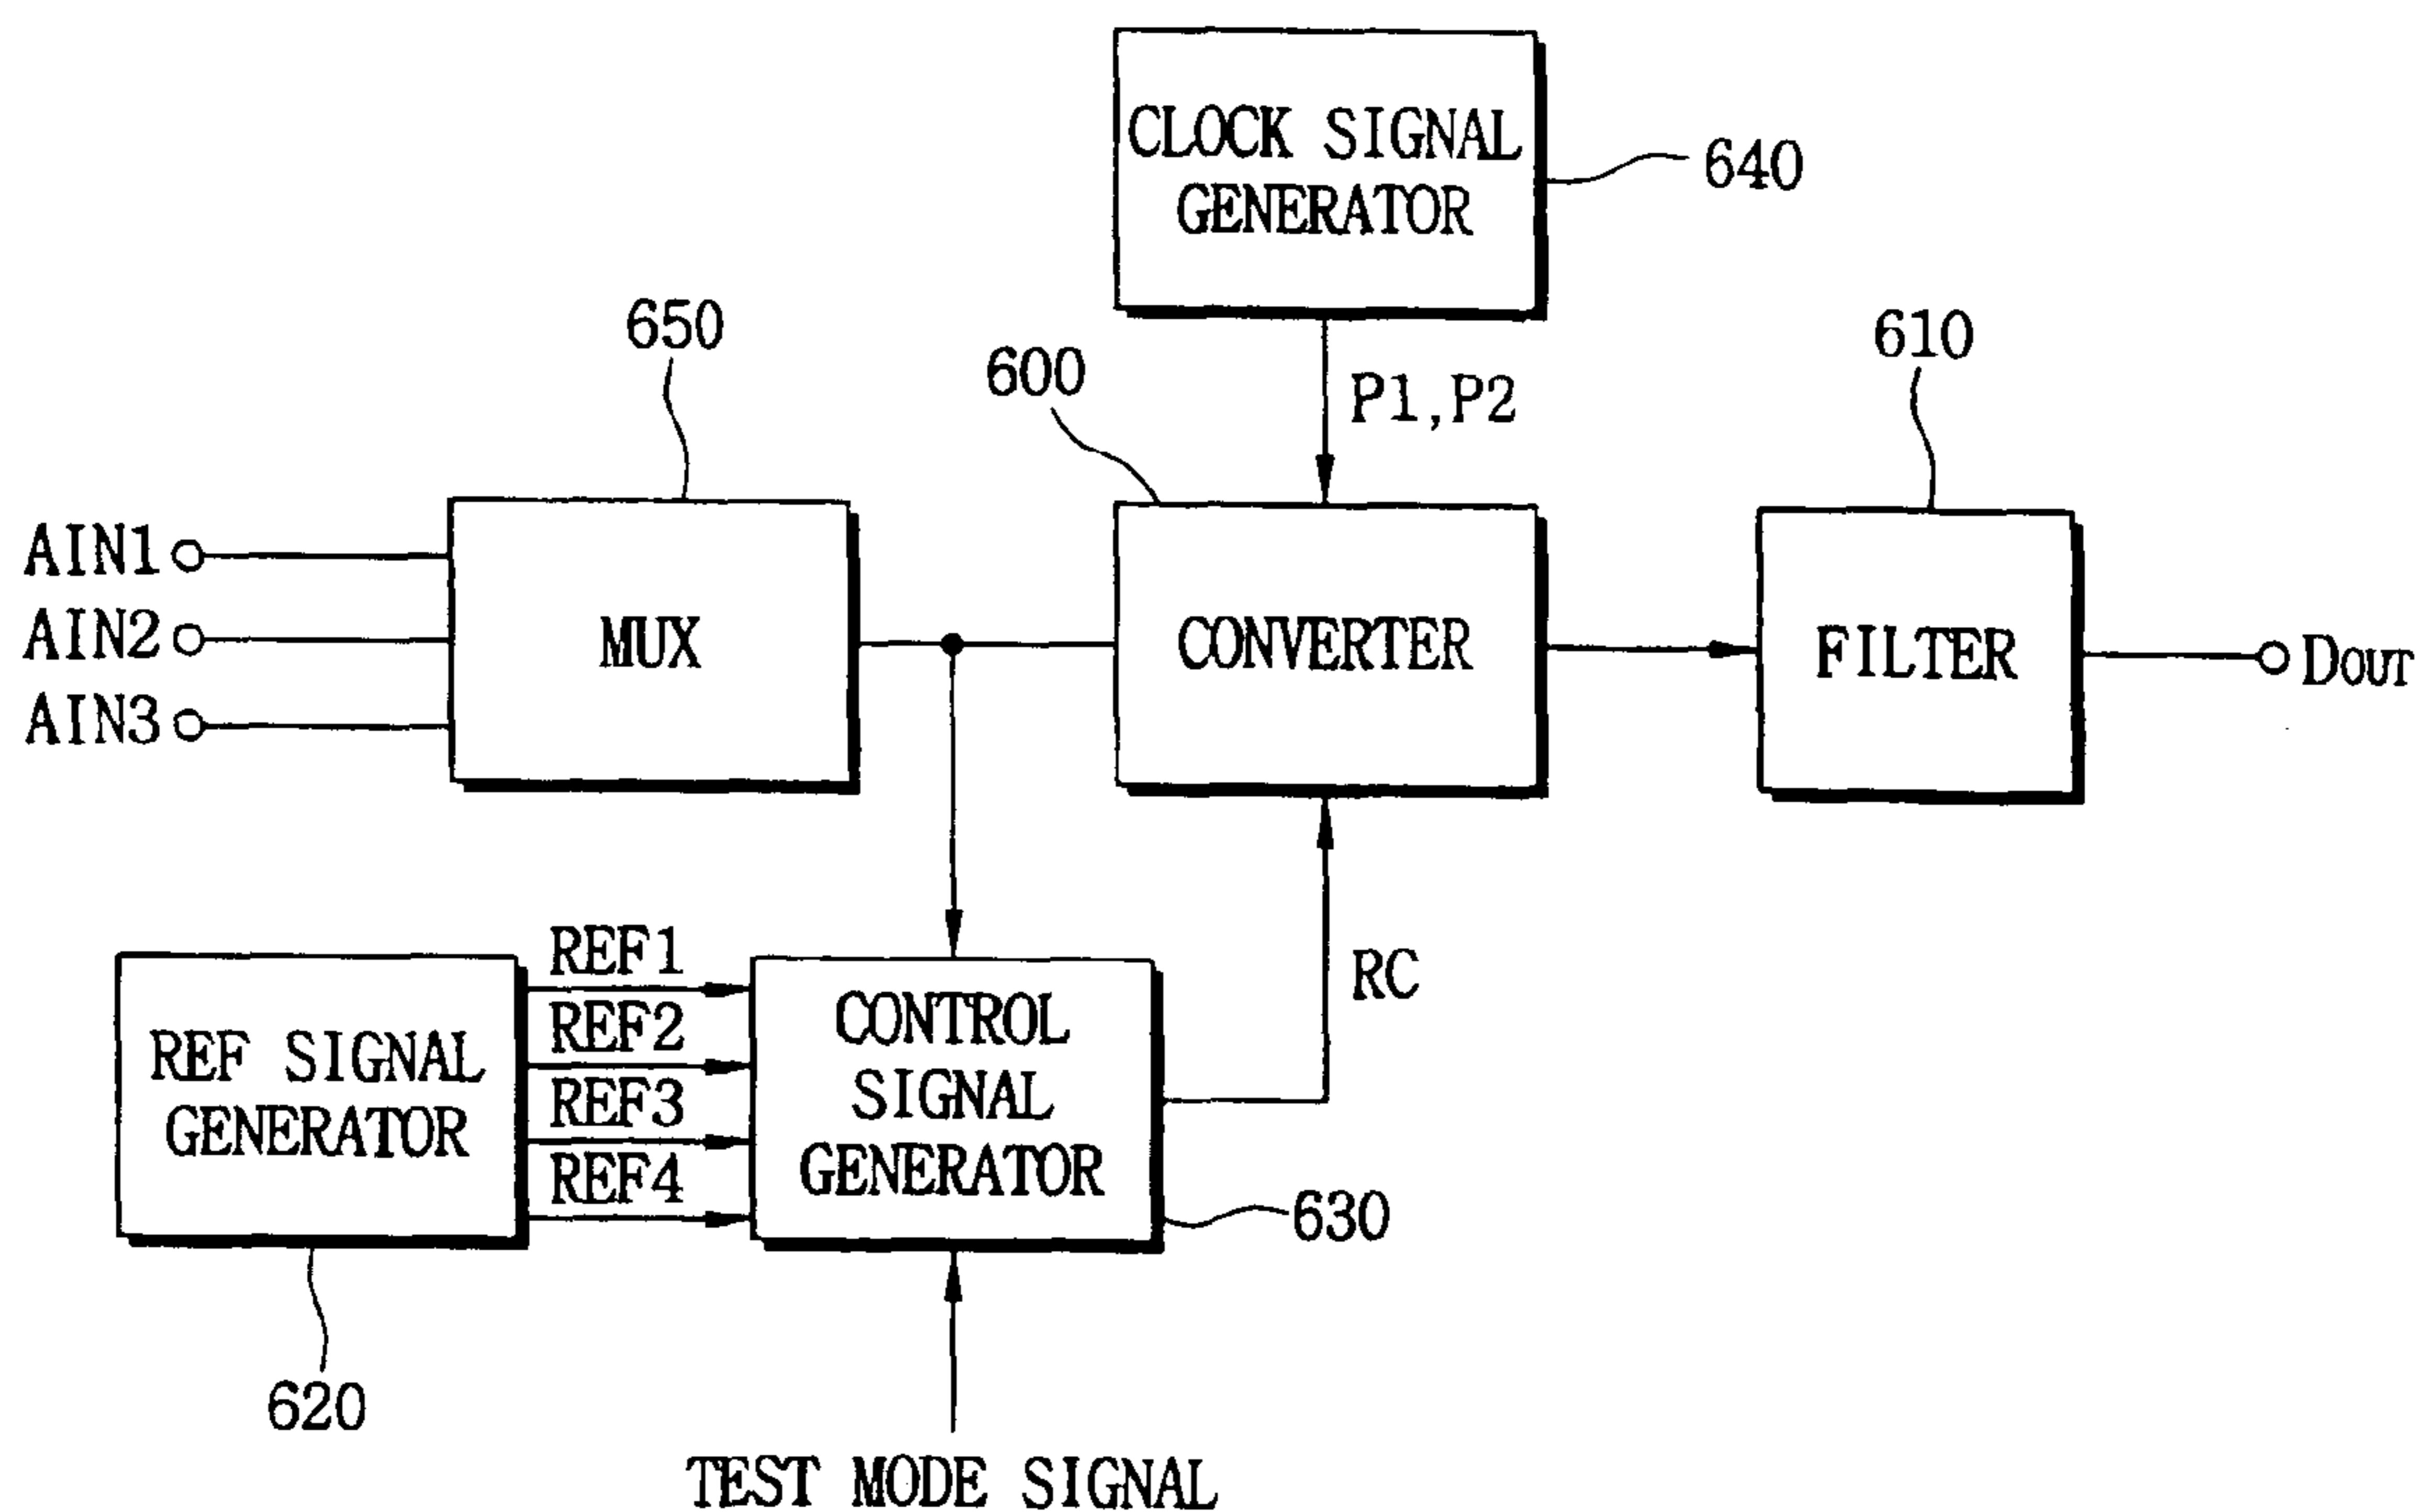 CLOCK SIGNAL
GENERATOR
640
650
600
P1,P2
610
AIN1
AIN2
AIN3
MUX
CONVERTER
FILTER
DOUT
REF SIGNAL
GENERATOR
REF1
REF2
REF3
REF4
CONTROL
SIGNAL
GENERATOR
RC
630
620
TEST MODE SIGNAL